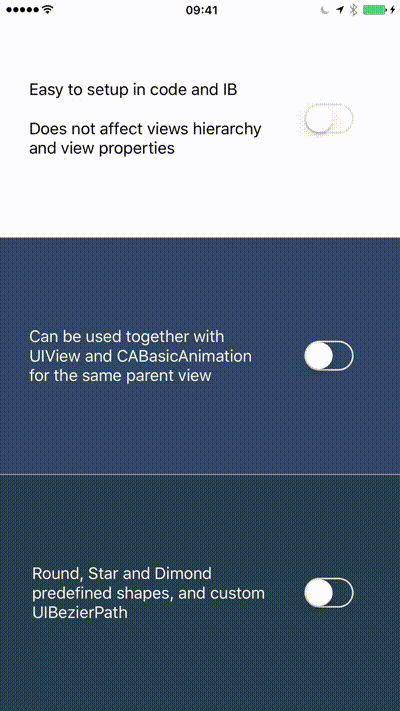 09:41
Easy to setup in code and IB
Does not affect views hierarchy
and view properties
Can be used together with
UIView and CABasicAnimation
for the same parent view
Round, Star and Dimond
predefined shapes, and custom
UIBezierPath